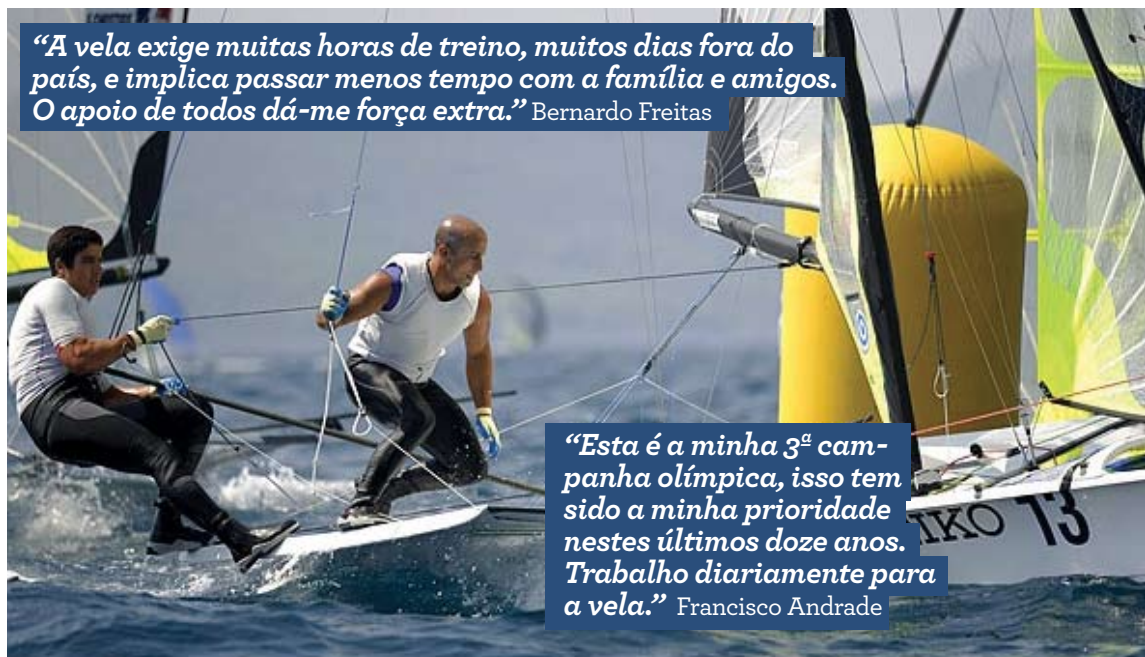 “A vela exige muitas horas de treino, muitos dias fora do
país, e implica passar menos tempo com a família e amigos.
O apoio de todos dá-me força extra.” Bernardo Freitas
“Esta é a minha 3ª cam-
panha olímpica, isso tem
sido a minha prioridade
nestes últimos doze anos.
Trabalho diariamente para
a vela.” Francisco Andrade
IKO 13